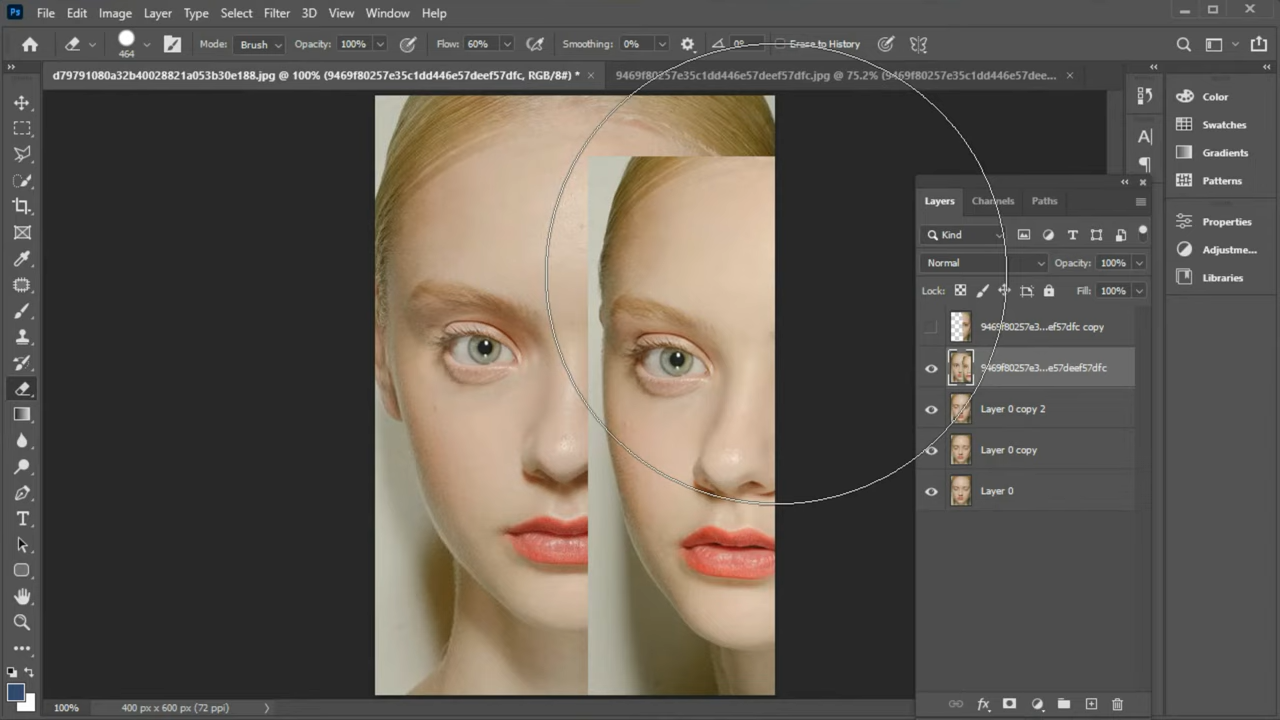 Ps File Edit Image Layer Type Select Filter 3D View Window Help
464 Mode: Brush Opacity: 100% Flow: 60% Smoothing: 0% 0° Erase to History
d79791080a32b40028821a053b30e188.jpg @ 100% (9469f80257e35c1dd446e57deef57dfc, RGB/8#) * × 9469f80257e35c1dd446e57deef57dfc.jpg @ 75.2% (9469f80257e35c1dd446e57dee... ×
Color
Swatches
Gradients
Patterns
Properties
Adjustme...
Libraries
Layers Channels Paths
Kind
Normal Opacity: 100%
Lock: Fill: 100%
9469f80257e3...ef57dfc copy
9469f80257e3...e57deef57dfc
Layer 0 copy 2
Layer 0 copy
Layer 0
fx
100% 400 px x 600 px (72 ppi)